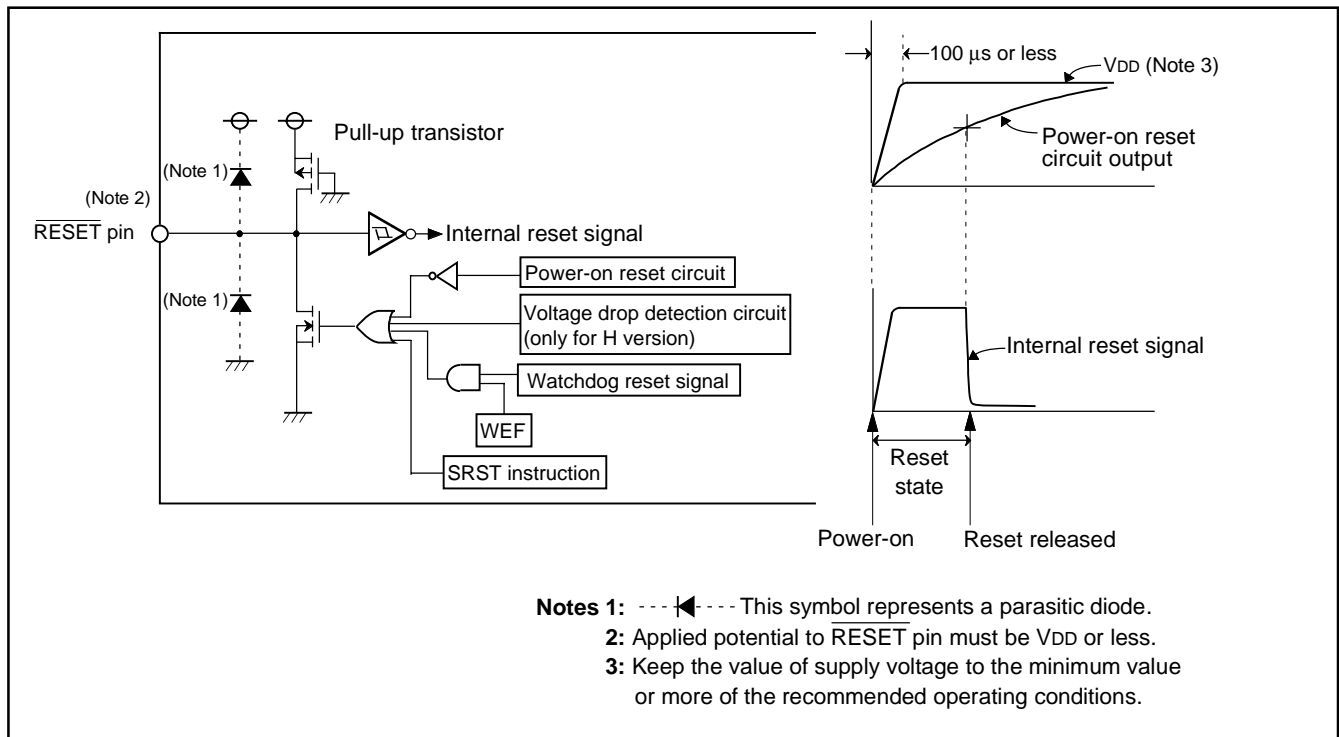 Pull-up transistor
(Note 1)
(Note 2)
RESET pin
Internal reset signal
Power-on reset circuit
(Note 1)
Voltage drop detection circuit
(only for H version)
Watchdog reset signal
WEF
SRST instruction
100 µs or less
VDD (Note 3)
Power-on reset
circuit output
Internal reset signal
Reset
state
Power-on
Reset released
Notes 1: This symbol represents a parasitic diode.
2: Applied potential to RESET pin must be VDD or less.
3: Keep the value of supply voltage to the minimum value
or more of the recommended operating conditions.